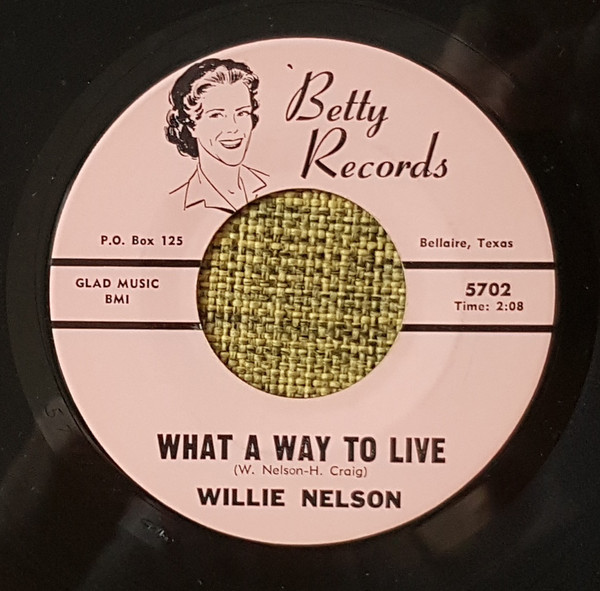 Betty
Records
P.O. Box 125
Bellaire, Texas
GLAD MUSIC
BMI
5702
Time: 2:08
WHAT A WAY TO LIVE
(W. Nelson-H. Craig)
WILLIE NELSON